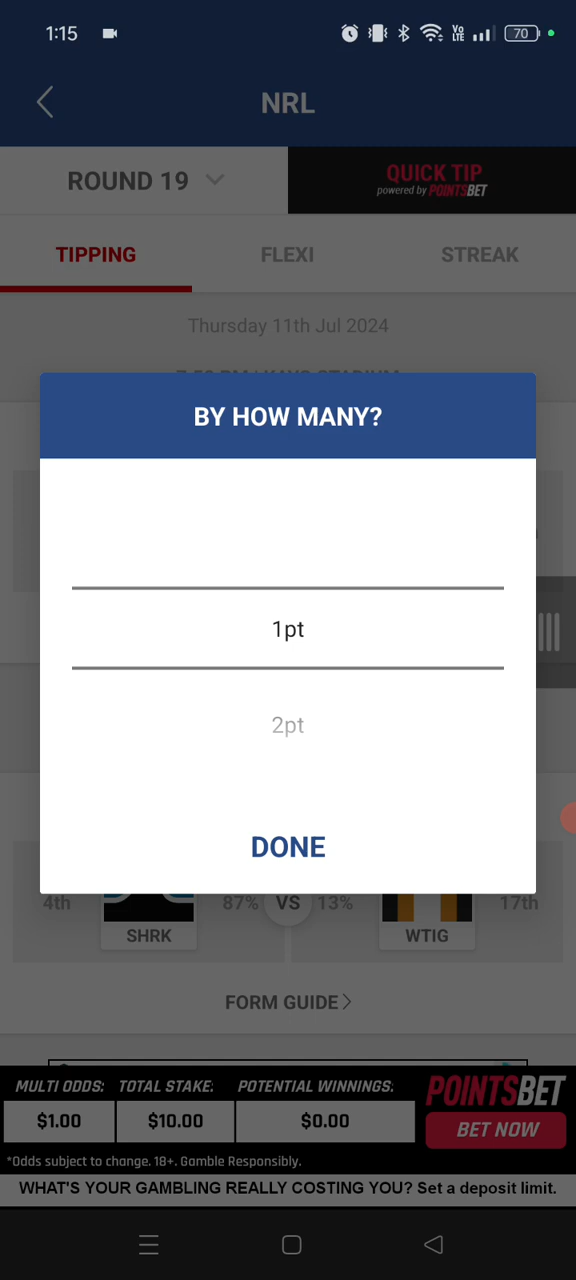 1:15
Vo LTE
70
NRL
ROUND 19
QUICK TIP
powered by POINTSBET
TIPPING
FLEXI
STREAK
Thursday 11th Jul 2024
BY HOW MANY?
1pt
2pt
DONE
4th
87%
VS
13%
17th
SHRK
WTIG
FORM GUIDE
MULTI ODDS:
TOTAL STAKE:
POTENTIAL WINNINGS:
POINTSBET
$1.00
$10.00
$0.00
BET NOW
*Odds subject to change. 18+. Gamble Responsibly.
WHAT'S YOUR GAMBLING REALLY COSTING YOU? Set a deposit limit.